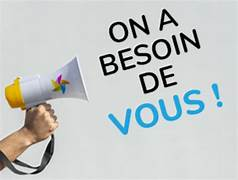 ON A
BESOIN
DE
VOUS !